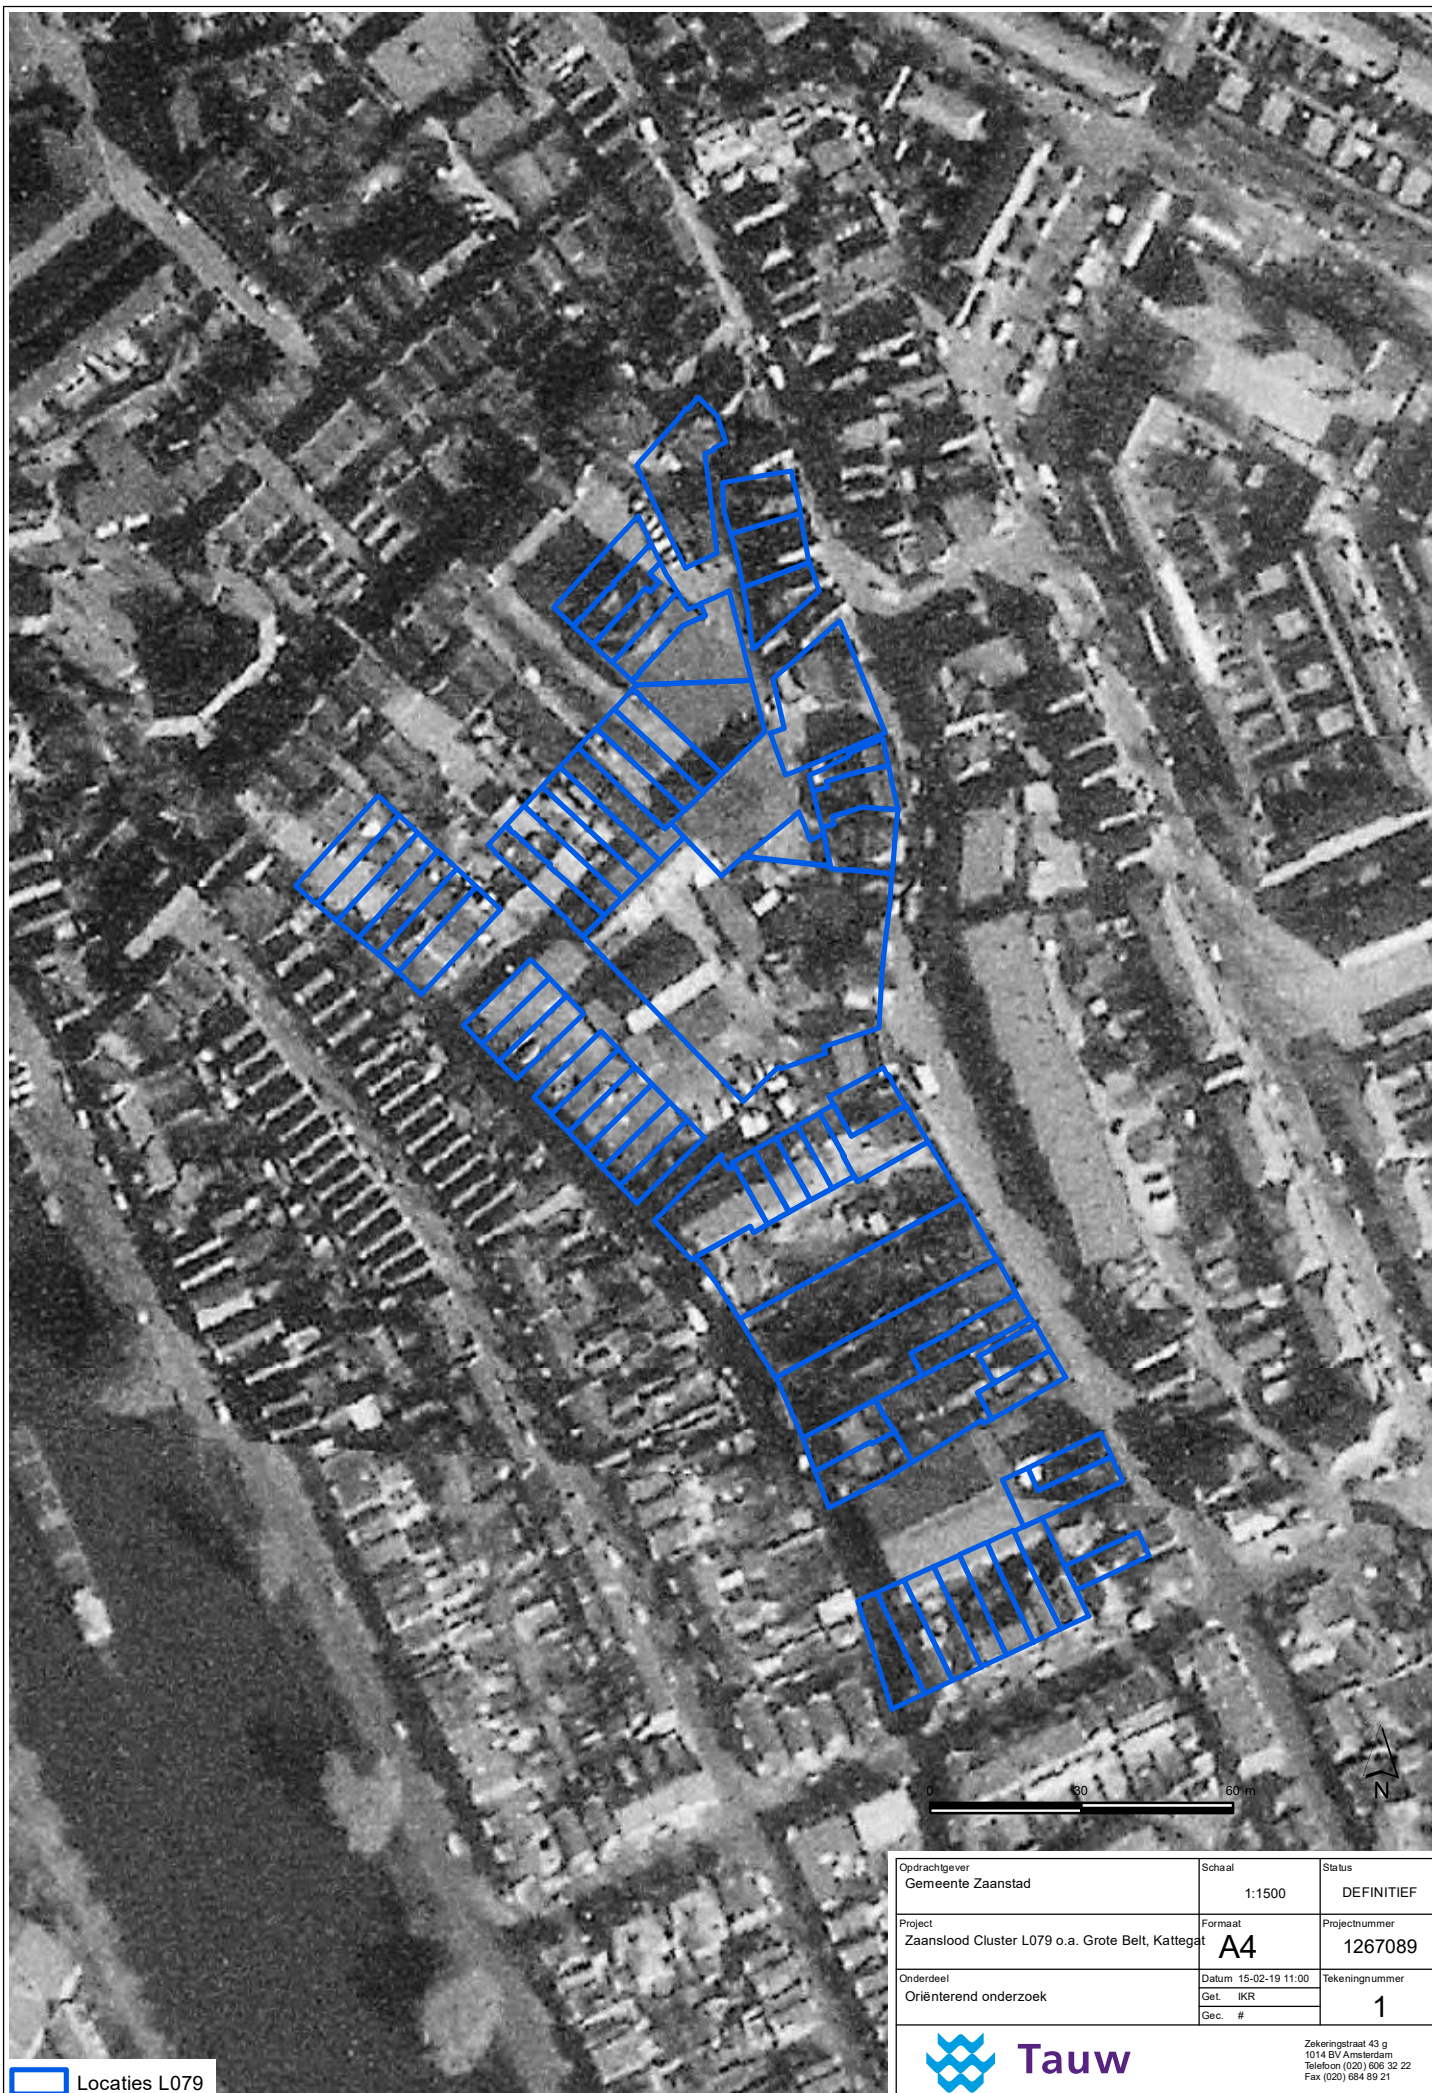 0 30 60 m
N
Opdrachtgever
Gemeente Zaanstad
Schaal
1:1500
Status
DEFINITIEF
Project
Zaanslood Cluster L079 o.a. Grote Belt, Kattegat
Formaat
A4
Projectnummer
1267089
Onderdeel
Oriënterend onderzoek
Datum 15-02-19 11:00
Get. IKR
Gec. #
Tekeningnummer
1
Tauw
Zekeringstraat 43 g
1014 BV Amsterdam
Telefoon (020) 606 32 22
Fax (020) 684 89 21
Locaties L079